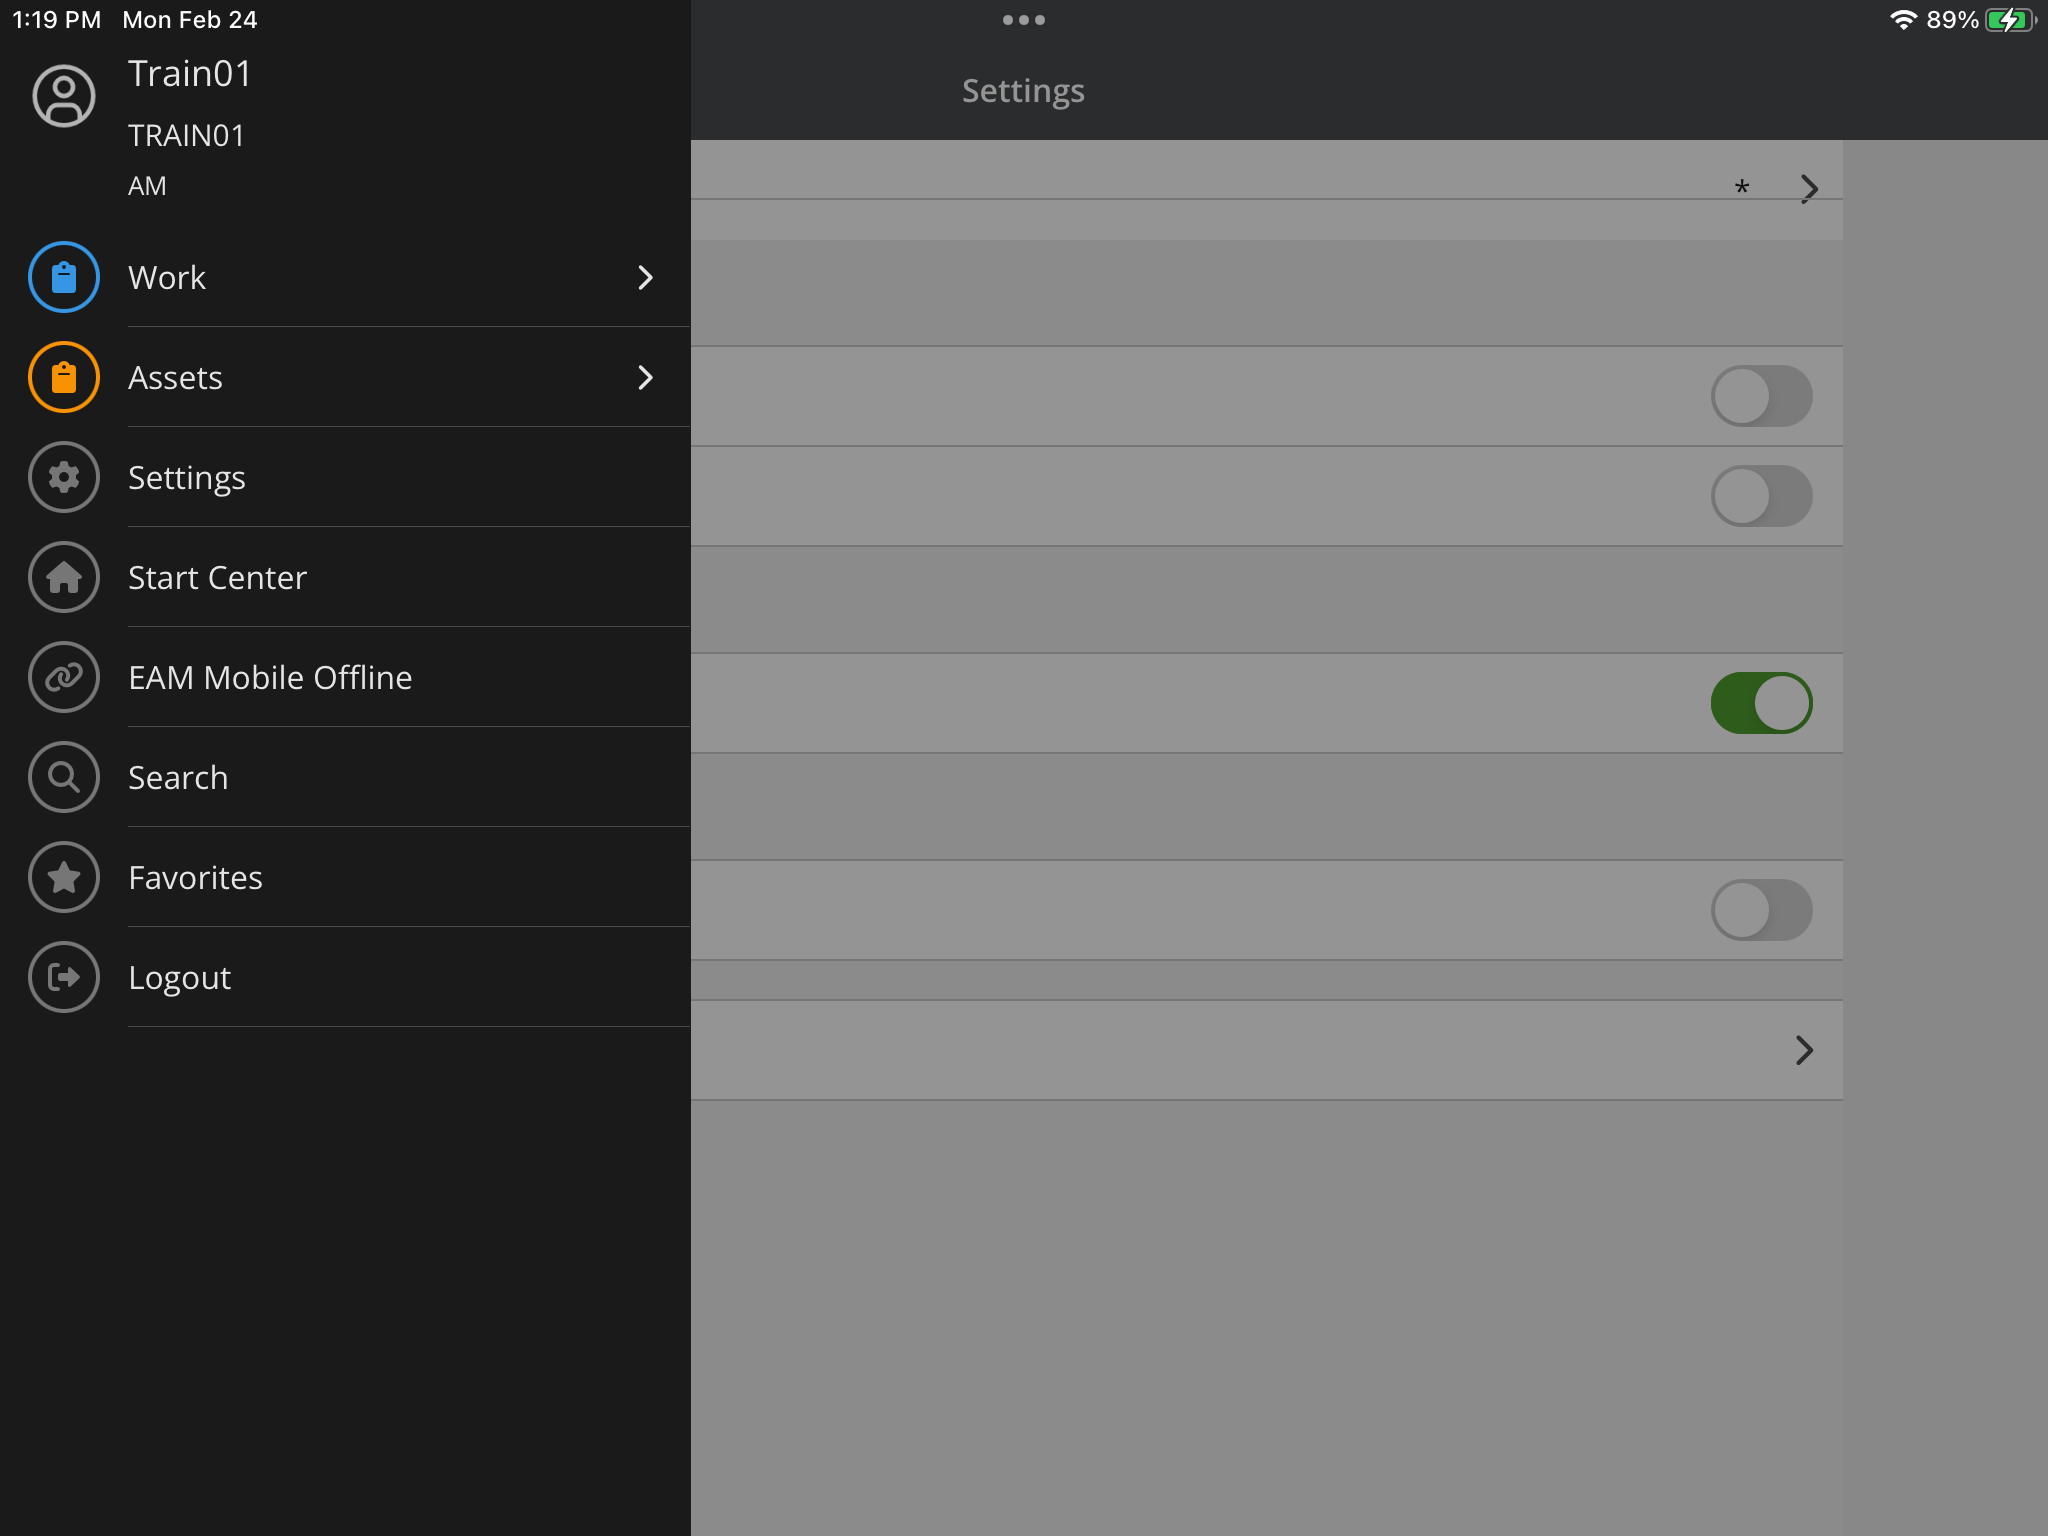 1:19 PM Mon Feb 24
89%
Train01
TRAIN01
AM
Settings
*
Work
Assets
Settings
Start Center
EAM Mobile Offline
Search
Favorites
Logout